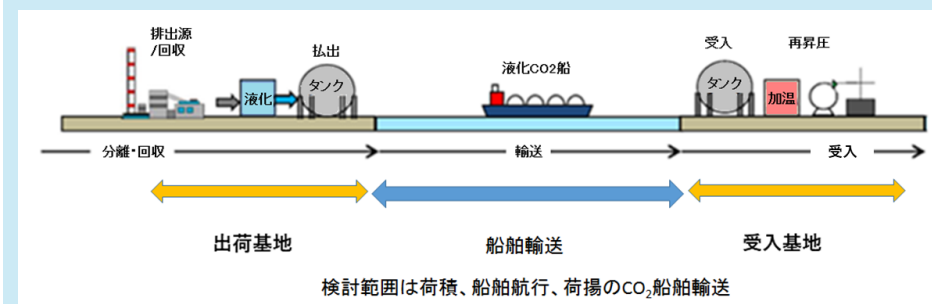 排出源
/回収
払出
液化
タンク
液化CO2船
受入
再昇圧
タンク
加温
分離・回収
輸送
受入
出荷基地
船舶輸送
受入基地
検討範囲は荷積、船舶航行、荷揚のCO₂船舶輸送